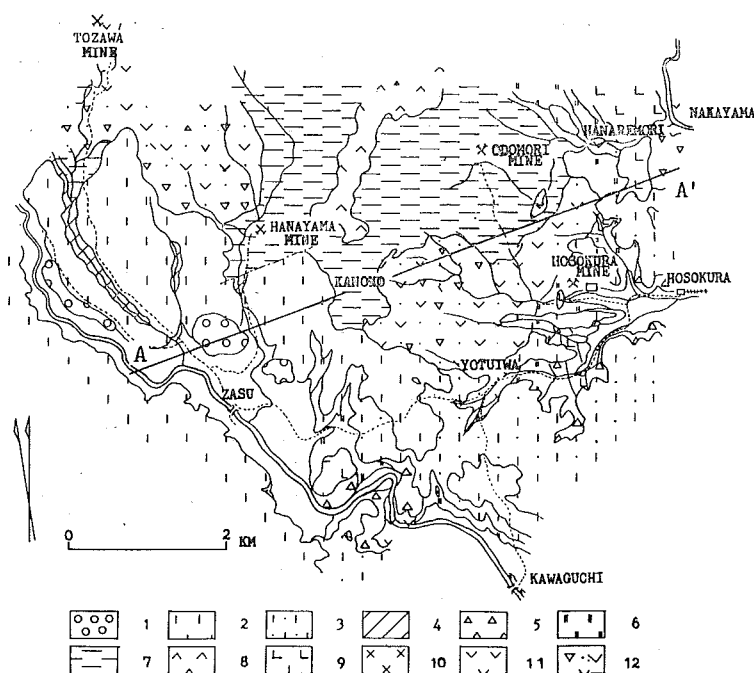 TOZAWA
MINE
NAKAYAMA
HANAREMORI
ODOMORI
MINE
A'
HANAYAMA
MINE
HOSOKURA
MINE
KANOKO
HOSOKURA
A
YOTUIWA
ZASU
0 2
KM
KAWAGUCHI
1 2 3 4 5 6
7 8 9 10 11 12